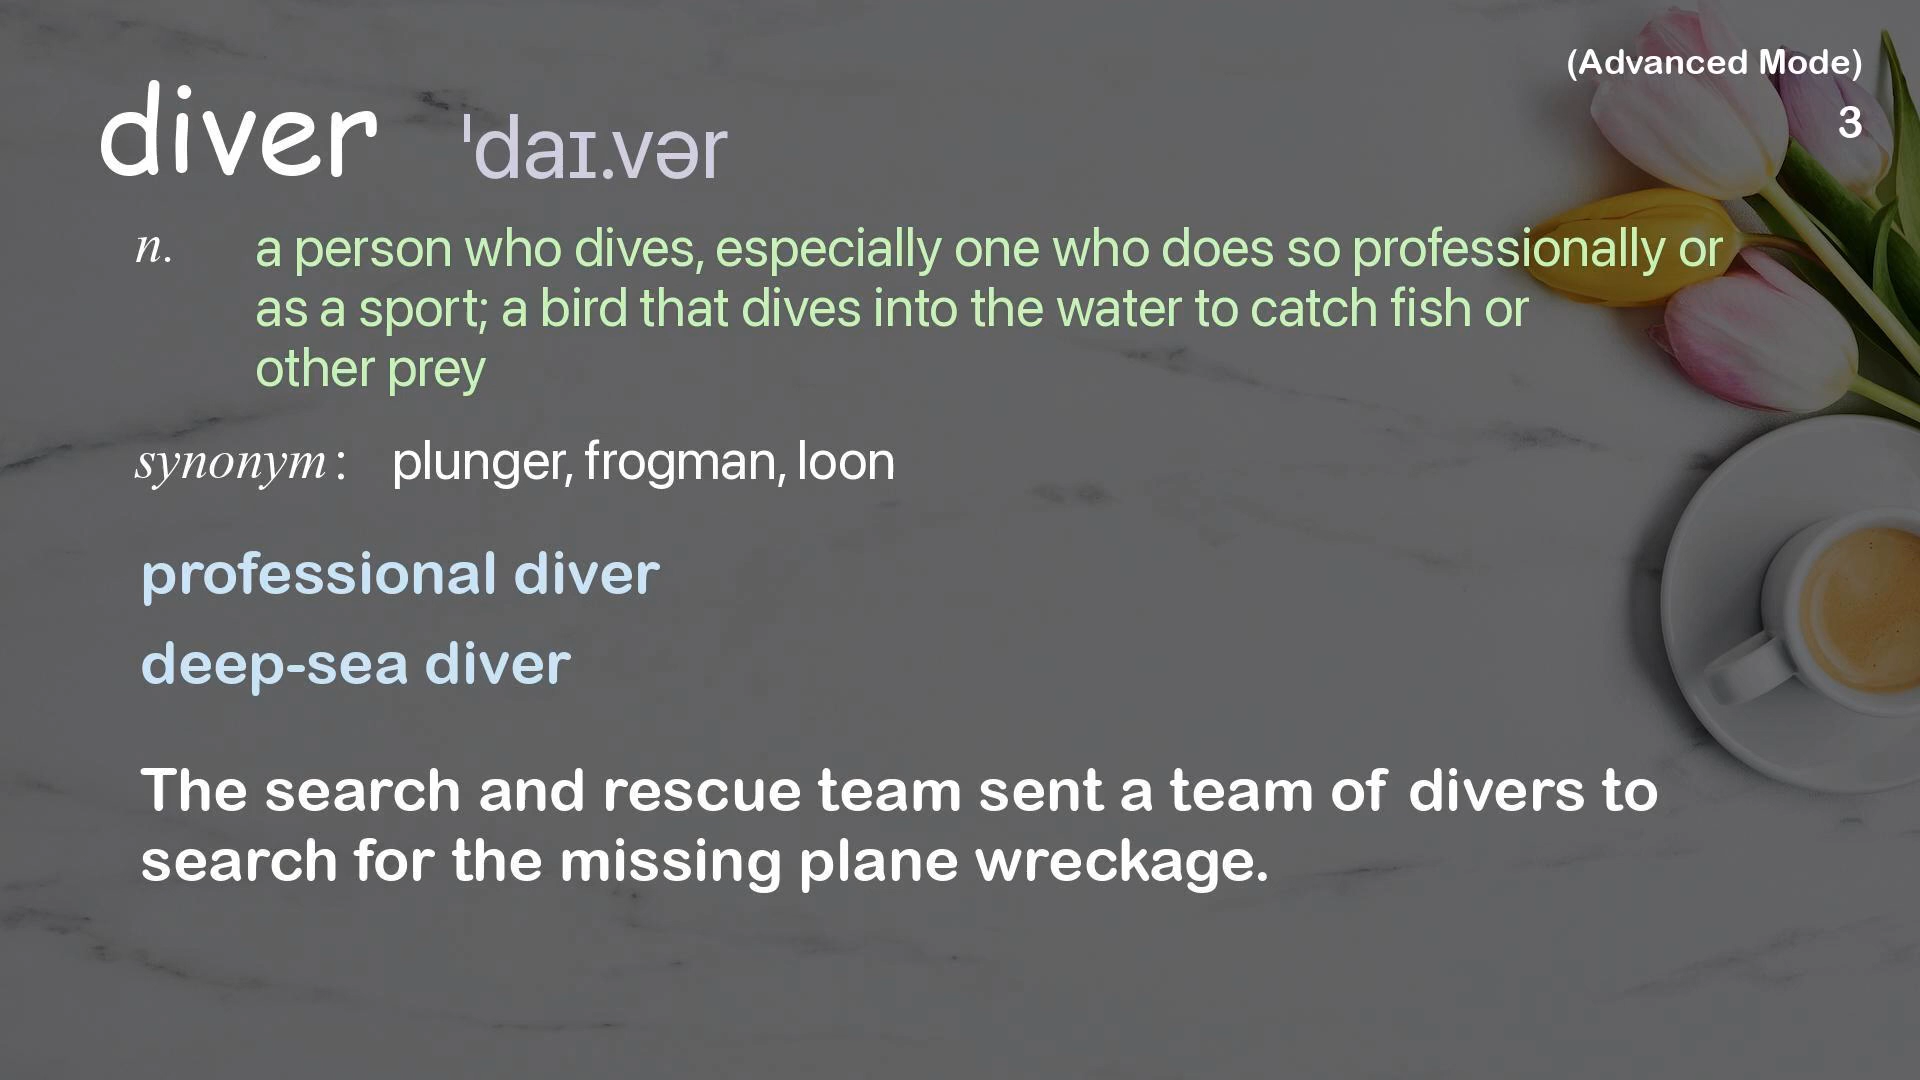 (Advanced Mode)
3
diver ˈdaɪ.vər
n. a person who dives, especially one who does so professionally or
as a sport; a bird that dives into the water to catch fish or
other prey
synonym: plunger, frogman, loon
professional diver
deep-sea diver
The search and rescue team sent a team of divers to
search for the missing plane wreckage.